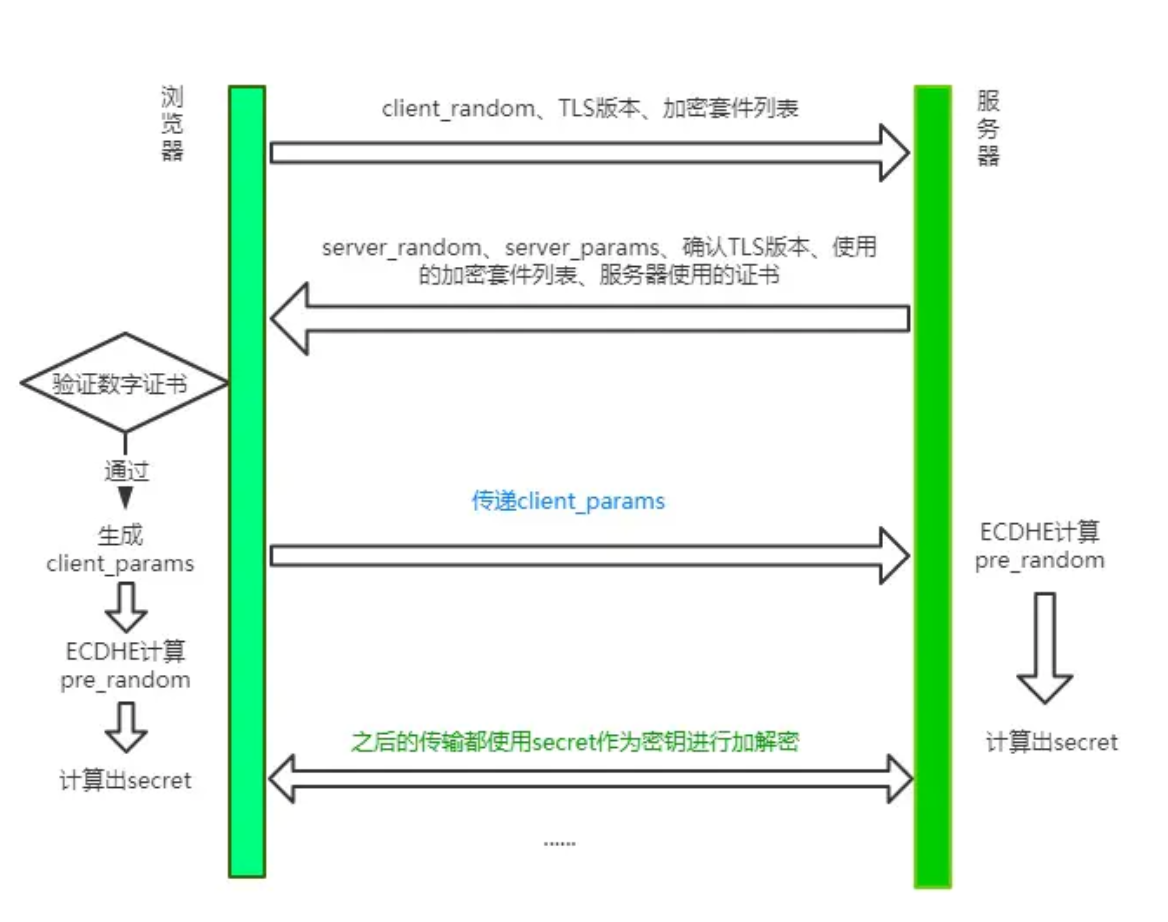 浏览器
服务器
client_random、TLS版本、加密套件列表
server_random、server_params、确认TLS版本、使用
的加密套件列表、服务器使用的证书
验证数字证书
通过
传递client_params
生成
client_params
ECDHE计算
pre_random
ECDHE计算
pre_random
之后的传输都使用secret作为密钥进行加解密
计算出secret
计算出secret
......